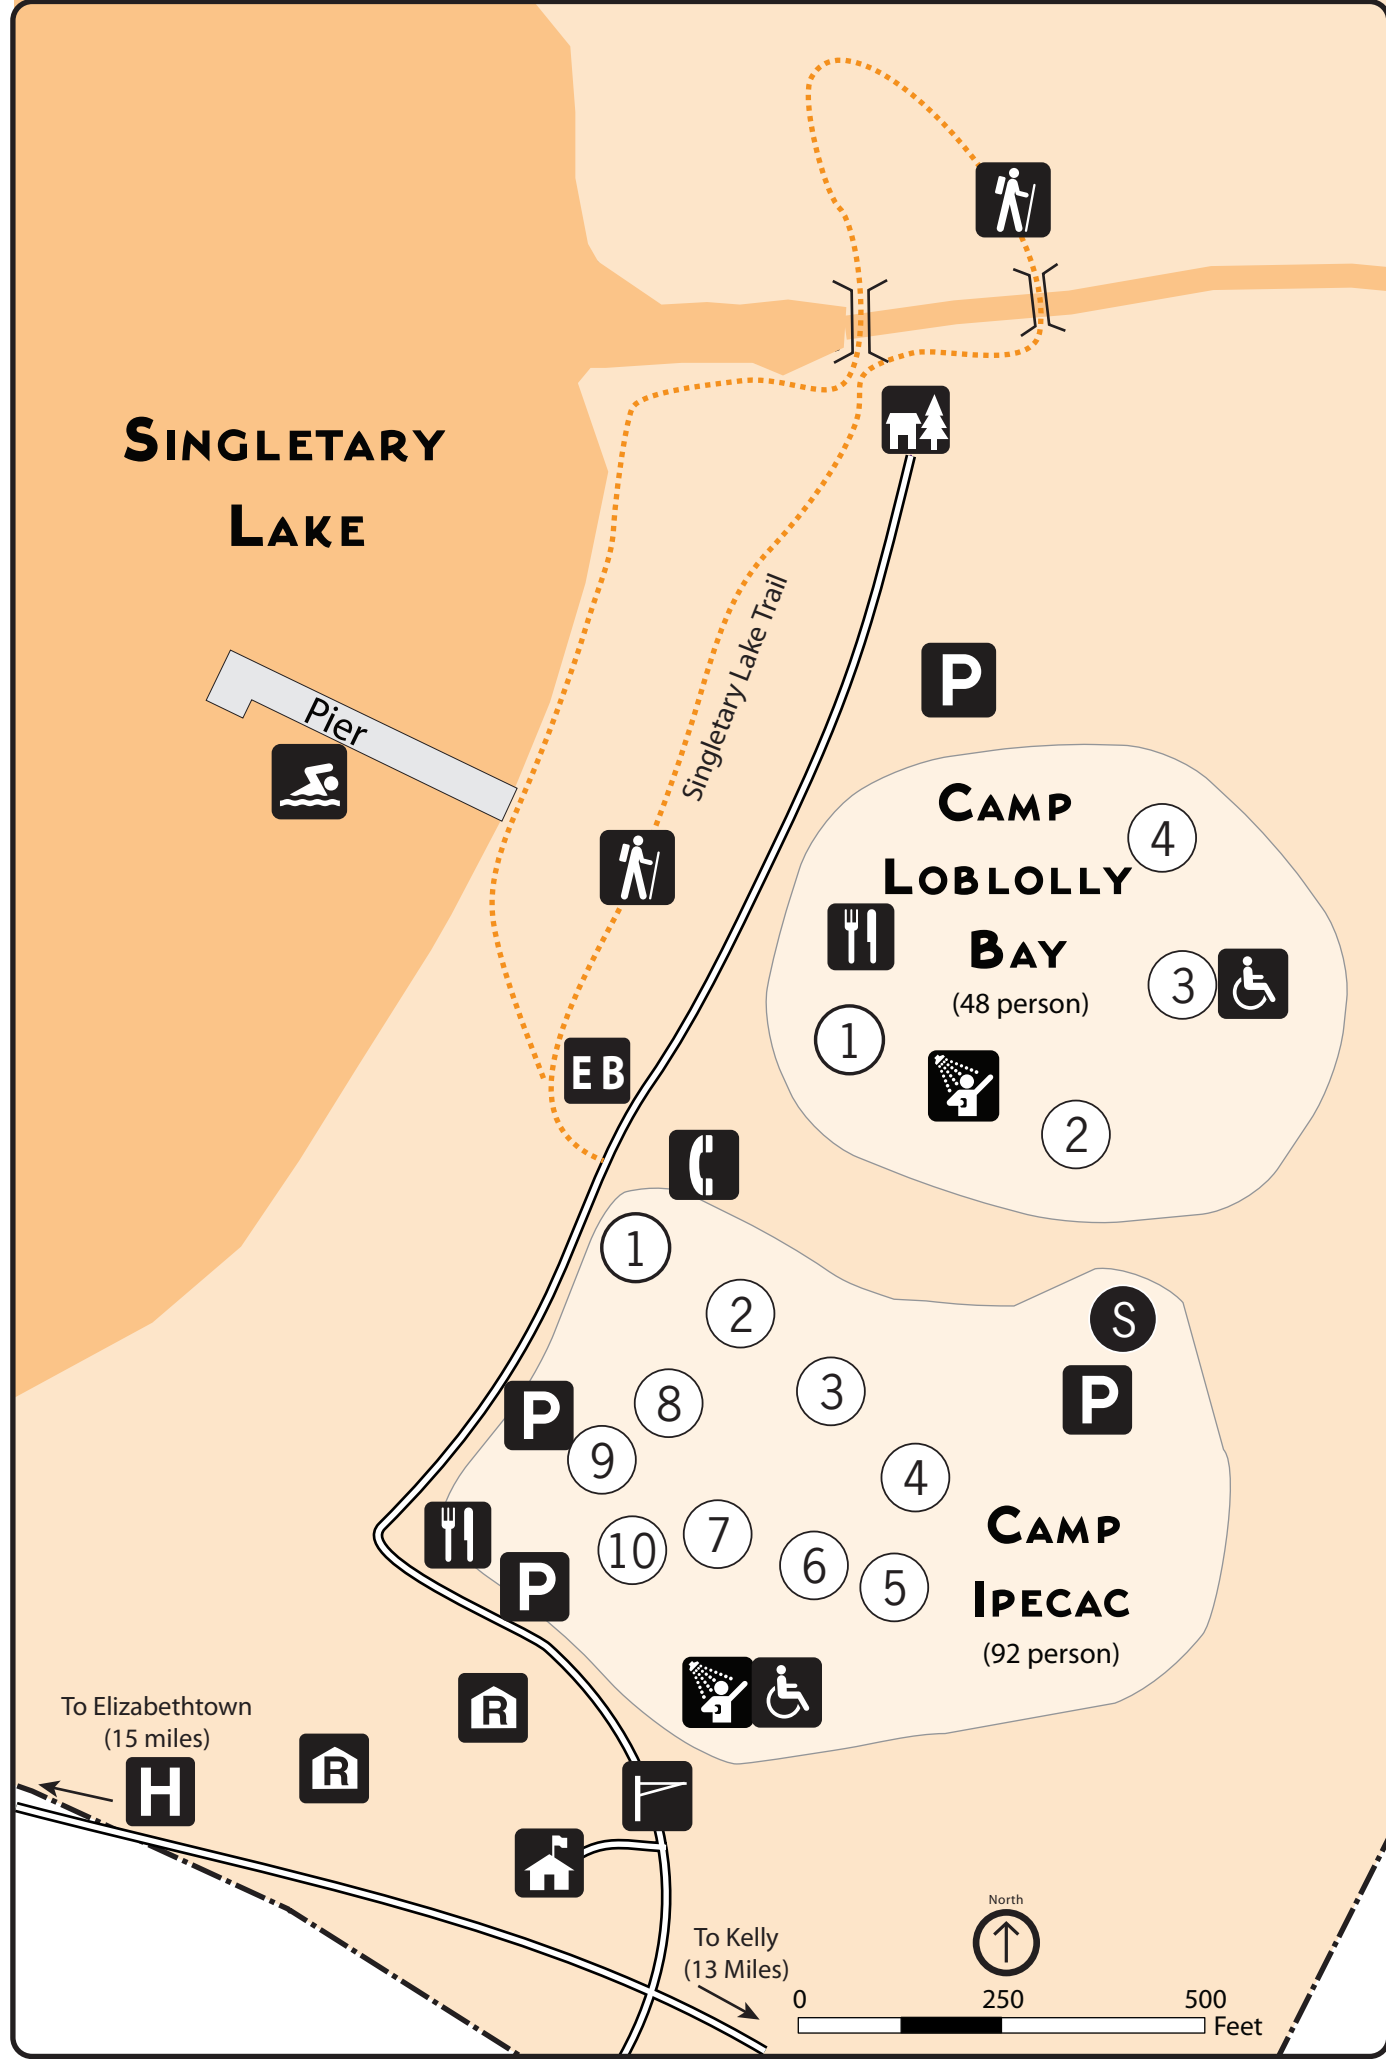 SINGLETARY
LAKE
Pier
Singletary Lake Trail
P
CAMP
LOBLOLLY
BAY
(48 person)
4
3
1
2
EB
1
2
S
3
P
8
P
9
4
CAMP
IPECAC
(92 person)
7
10
6
5
P
R
R
To Elizabethtown
(15 miles)
H
To Kelly
(13 Miles)
North
0 250 500
Feet